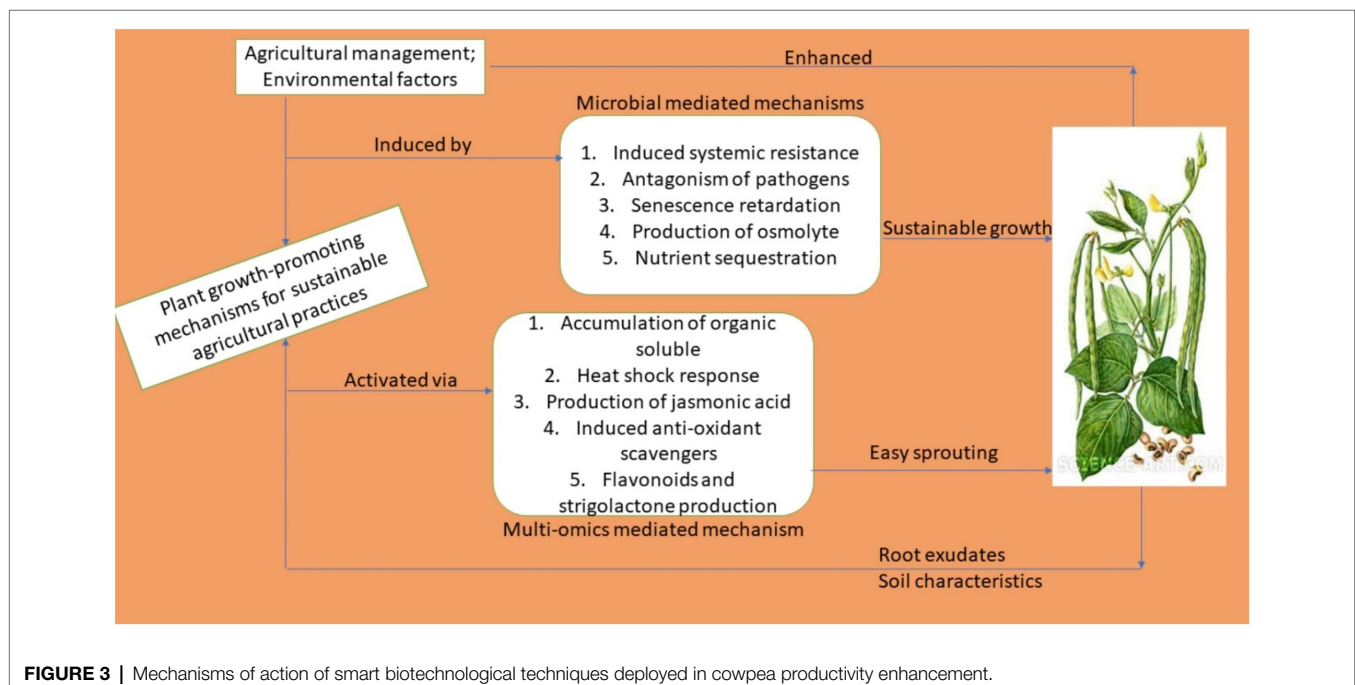 Agricultural management;
Environmental factors
Enhanced
Microbial mediated mechanisms
Induced by
1. Induced systemic resistance
2. Antagonism of pathogens
3. Senescence retardation
4. Production of osmolyte
5. Nutrient sequestration
Sustainable growth
Plant growth-promoting
mechanisms for sustainable
agricultural practices
Activated via
1. Accumulation of organic
soluble
2. Heat shock response
3. Production of jasmonic acid
4. Induced anti-oxidant
scavengers
5. Flavonoids and
strigolactone production
Multi-omics mediated mechanism
Easy sprouting
SCIENCE-ART.COM
Root exudates
Soil characteristics
FIGURE 3 | Mechanisms of action of smart biotechnological techniques deployed in cowpea productivity enhancement.